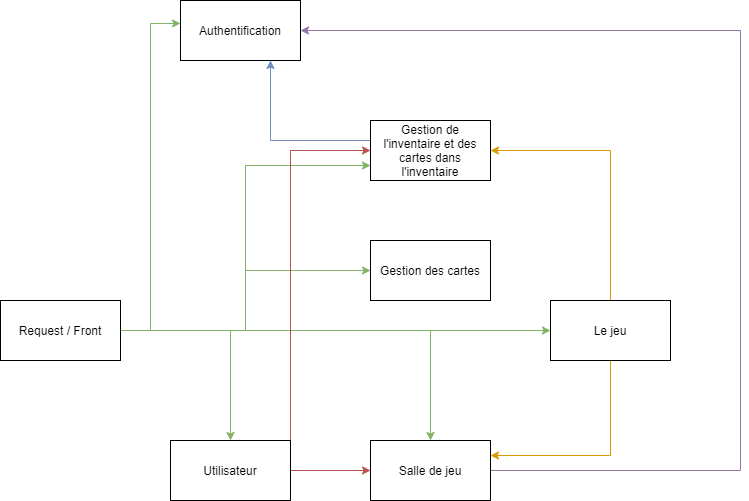 Authentification
Gestion de
l'inventaire et des
cartes dans
l'inventaire
Gestion des cartes
Request / Front
Le jeu
Utilisateur
Salle de jeu